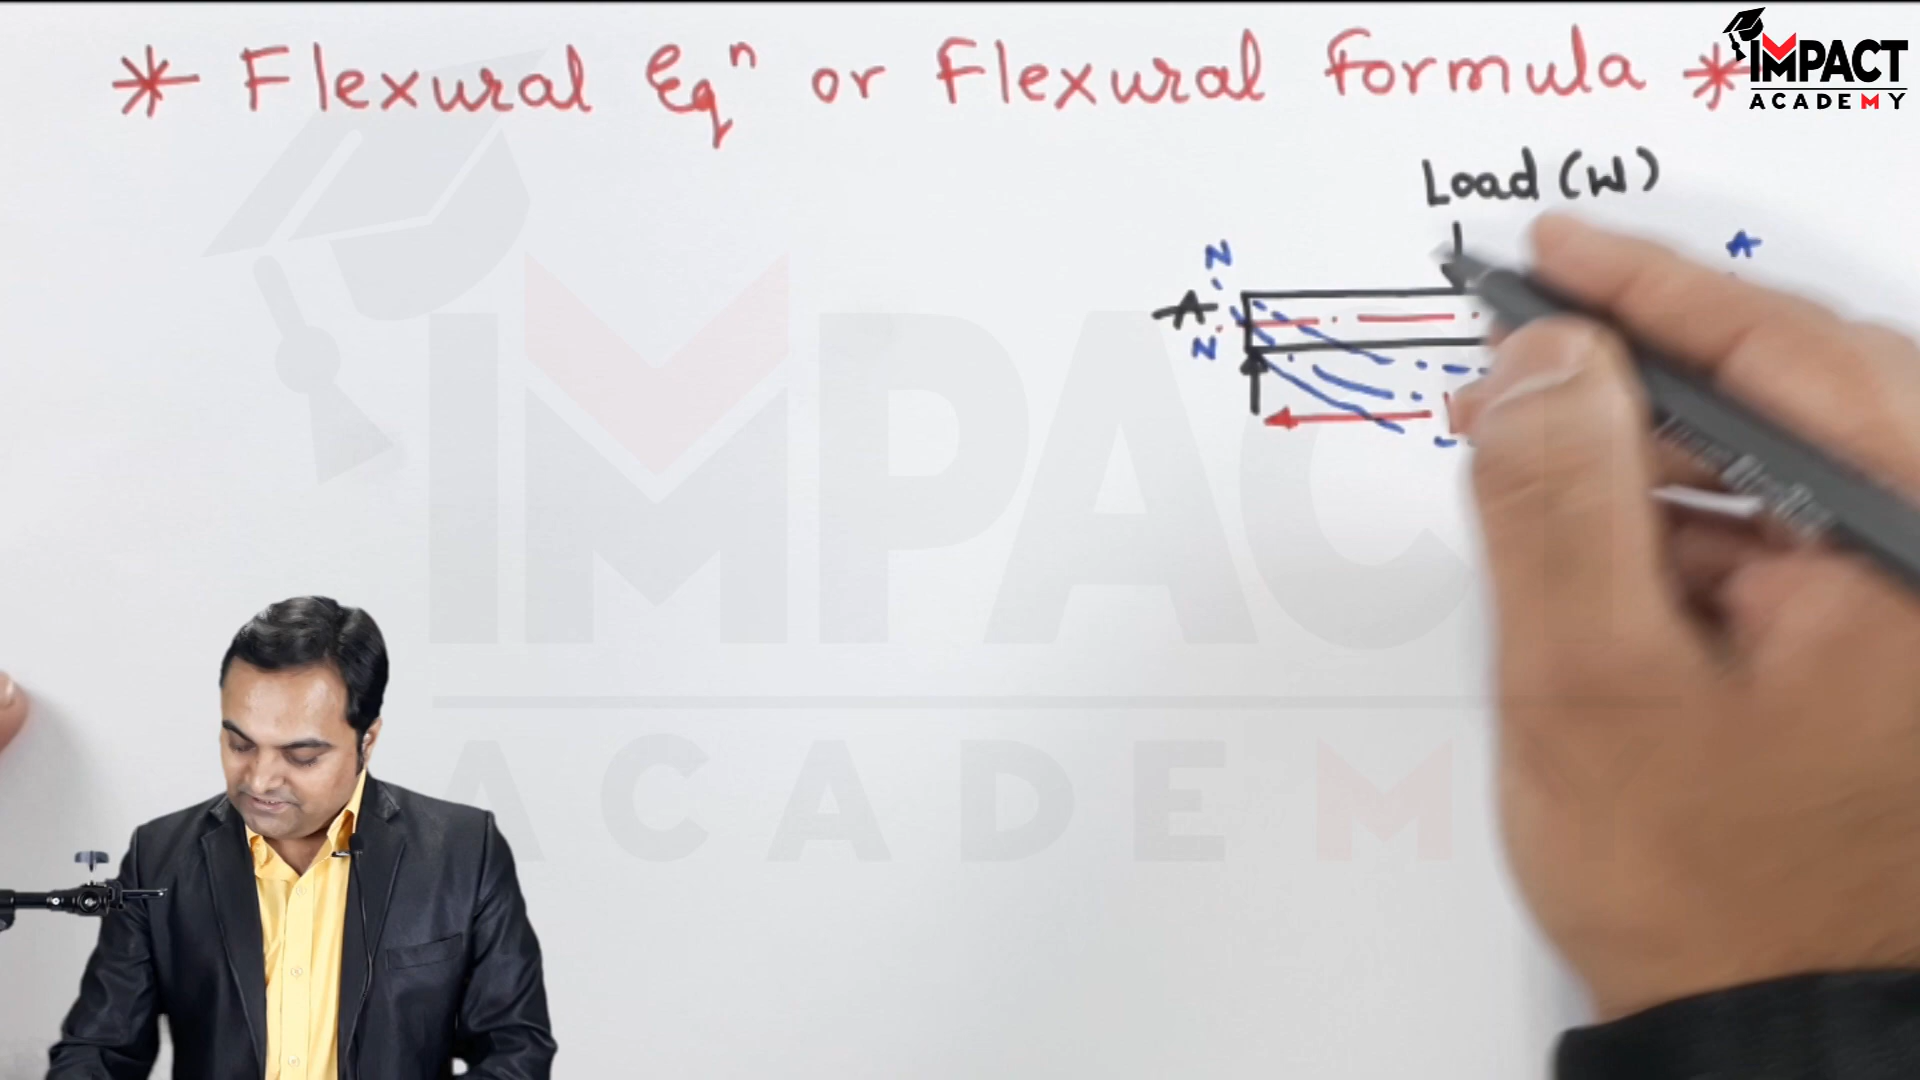 * Flexural Eqⁿ or Flexural Formula *
IMPACT
ACADEMY
Load (W)
N
A
A
N
IMPACT
ACADEMY